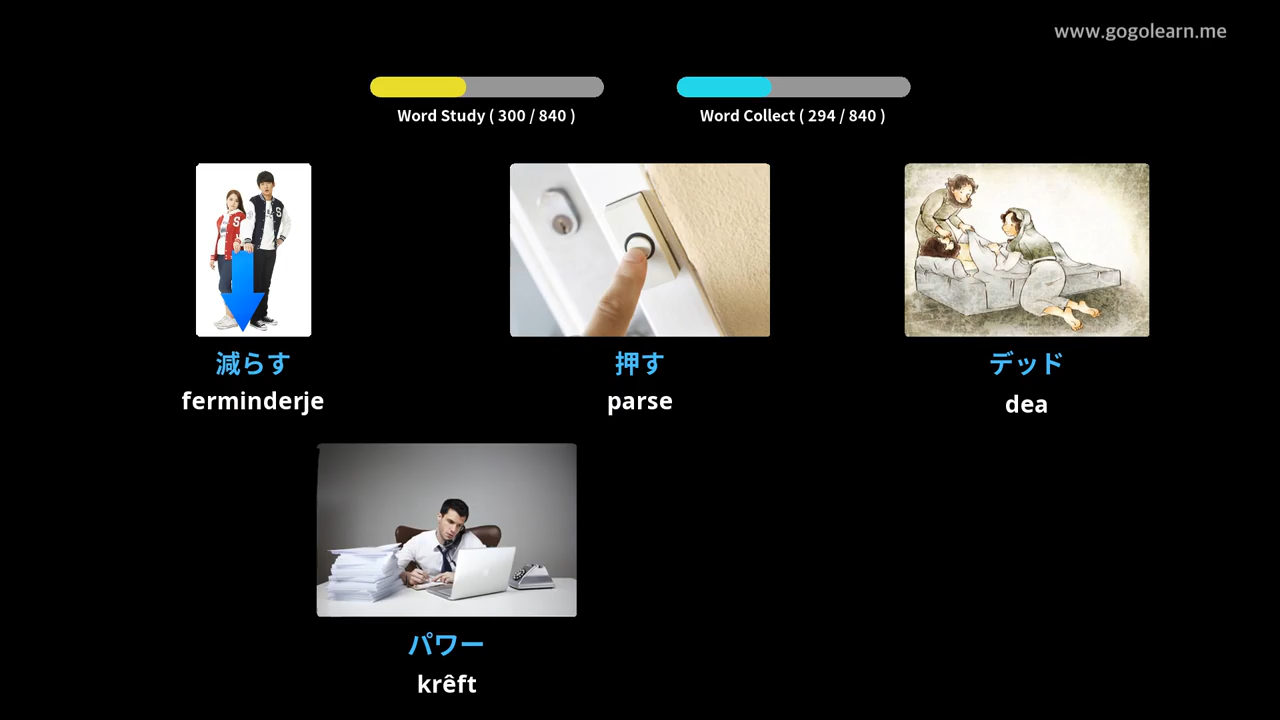 www.gogolearn.me
Word Study ( 300 / 840 )
Word Collect ( 294 / 840 )
減らす
ferminderje
押す
parse
デッド
dea
パワー
krêft